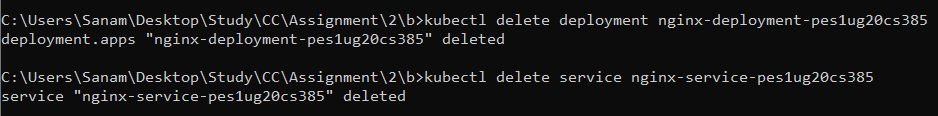 C:\Users\Sanam\Desktop\Study\CC\Assignment\2\b>kubectl delete deployment nginx-deployment-pes1ug20cs385
deployment.apps "nginx-deployment-pes1ug20cs385" deleted
C:\Users\Sanam\Desktop\Study\CC\Assignment\2\b>kubectl delete service nginx-service-pes1ug20cs385
service "nginx-service-pes1ug20cs385" deleted